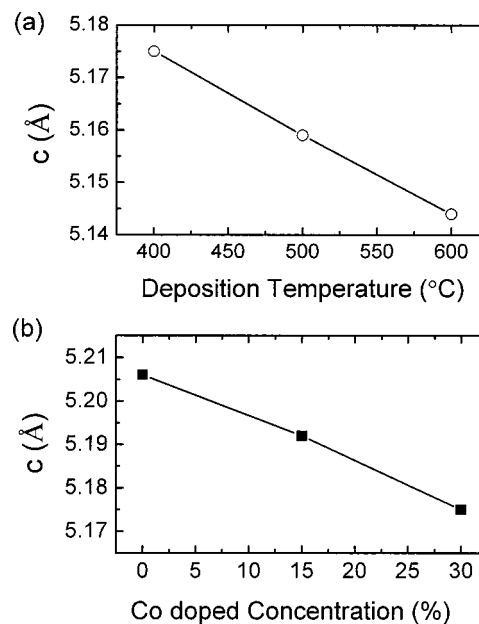 (a)
5.18
5.17
5.16
5.15
5.14
c (Å)
400 450 500 550 600
Deposition Temperature (°C)
(b)
5.21
5.20
5.19
5.18
5.17
c (Å)
0 5 10 15 20 25 30
Co doped Concentration (%)